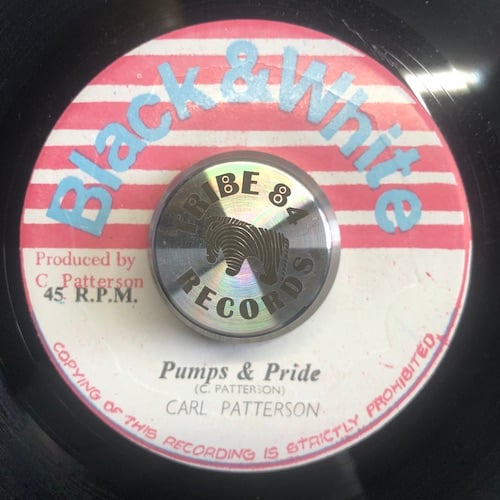 Black & White
TRIBE 84
RECORDS
Produced by
C. Patterson
45 R.P.M.
Pumps & Pride
(C. PATTERSON)
CARL PATTERSON
COPYING OF THIS RECORDING IS STRICTLY PROHIBITED